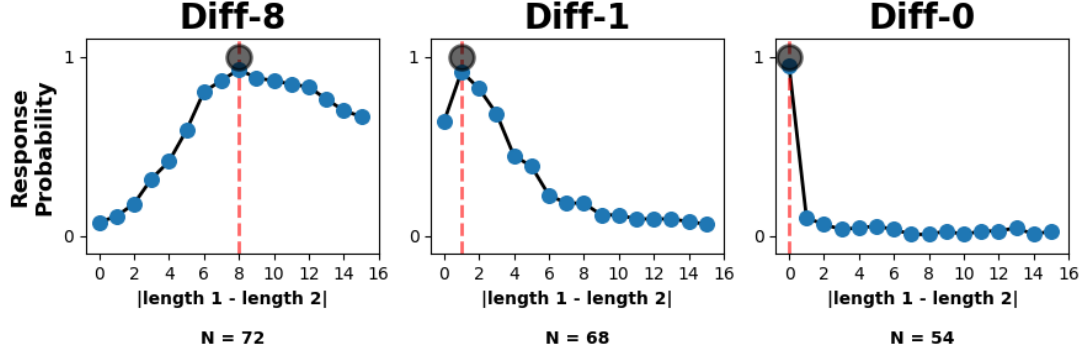 Diff-8
Diff-1
Diff-0
Response
Probability
1
0
0 2 4 6 8 10 12 14 16
|length 1 - length 2|
N = 72
1
0
0 2 4 6 8 10 12 14 16
|length 1 - length 2|
N = 68
1
0
0 2 4 6 8 10 12 14 16
|length 1 - length 2|
N = 54